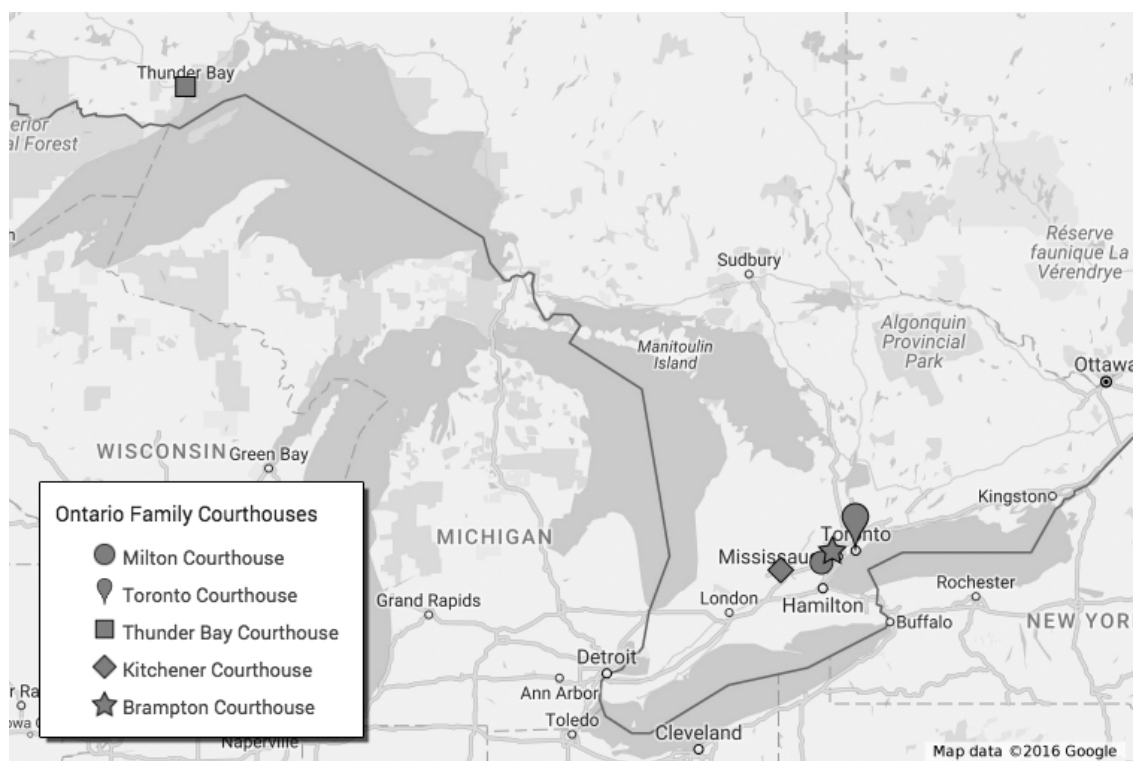 Thunder Bay
erior
al Forest
Sudbury
Réserve
faunique La
Vérendrye
Algonquin
Provincial
Park
Manitoulin
Island
Ottawa
WISCONSIN
Green Bay
Kingston
MICHIGAN
Toronto
Mississau
Grand Rapids
London
Hamilton
Rochester
Buffalo
NEW YOR
Detroit
Ann Arbor
Toledo
Cleveland
r Ra
owa C
Naperville
Ontario Family Courthouses
Milton Courthouse
Toronto Courthouse
Thunder Bay Courthouse
Kitchener Courthouse
Brampton Courthouse
Map data ©2016 Google